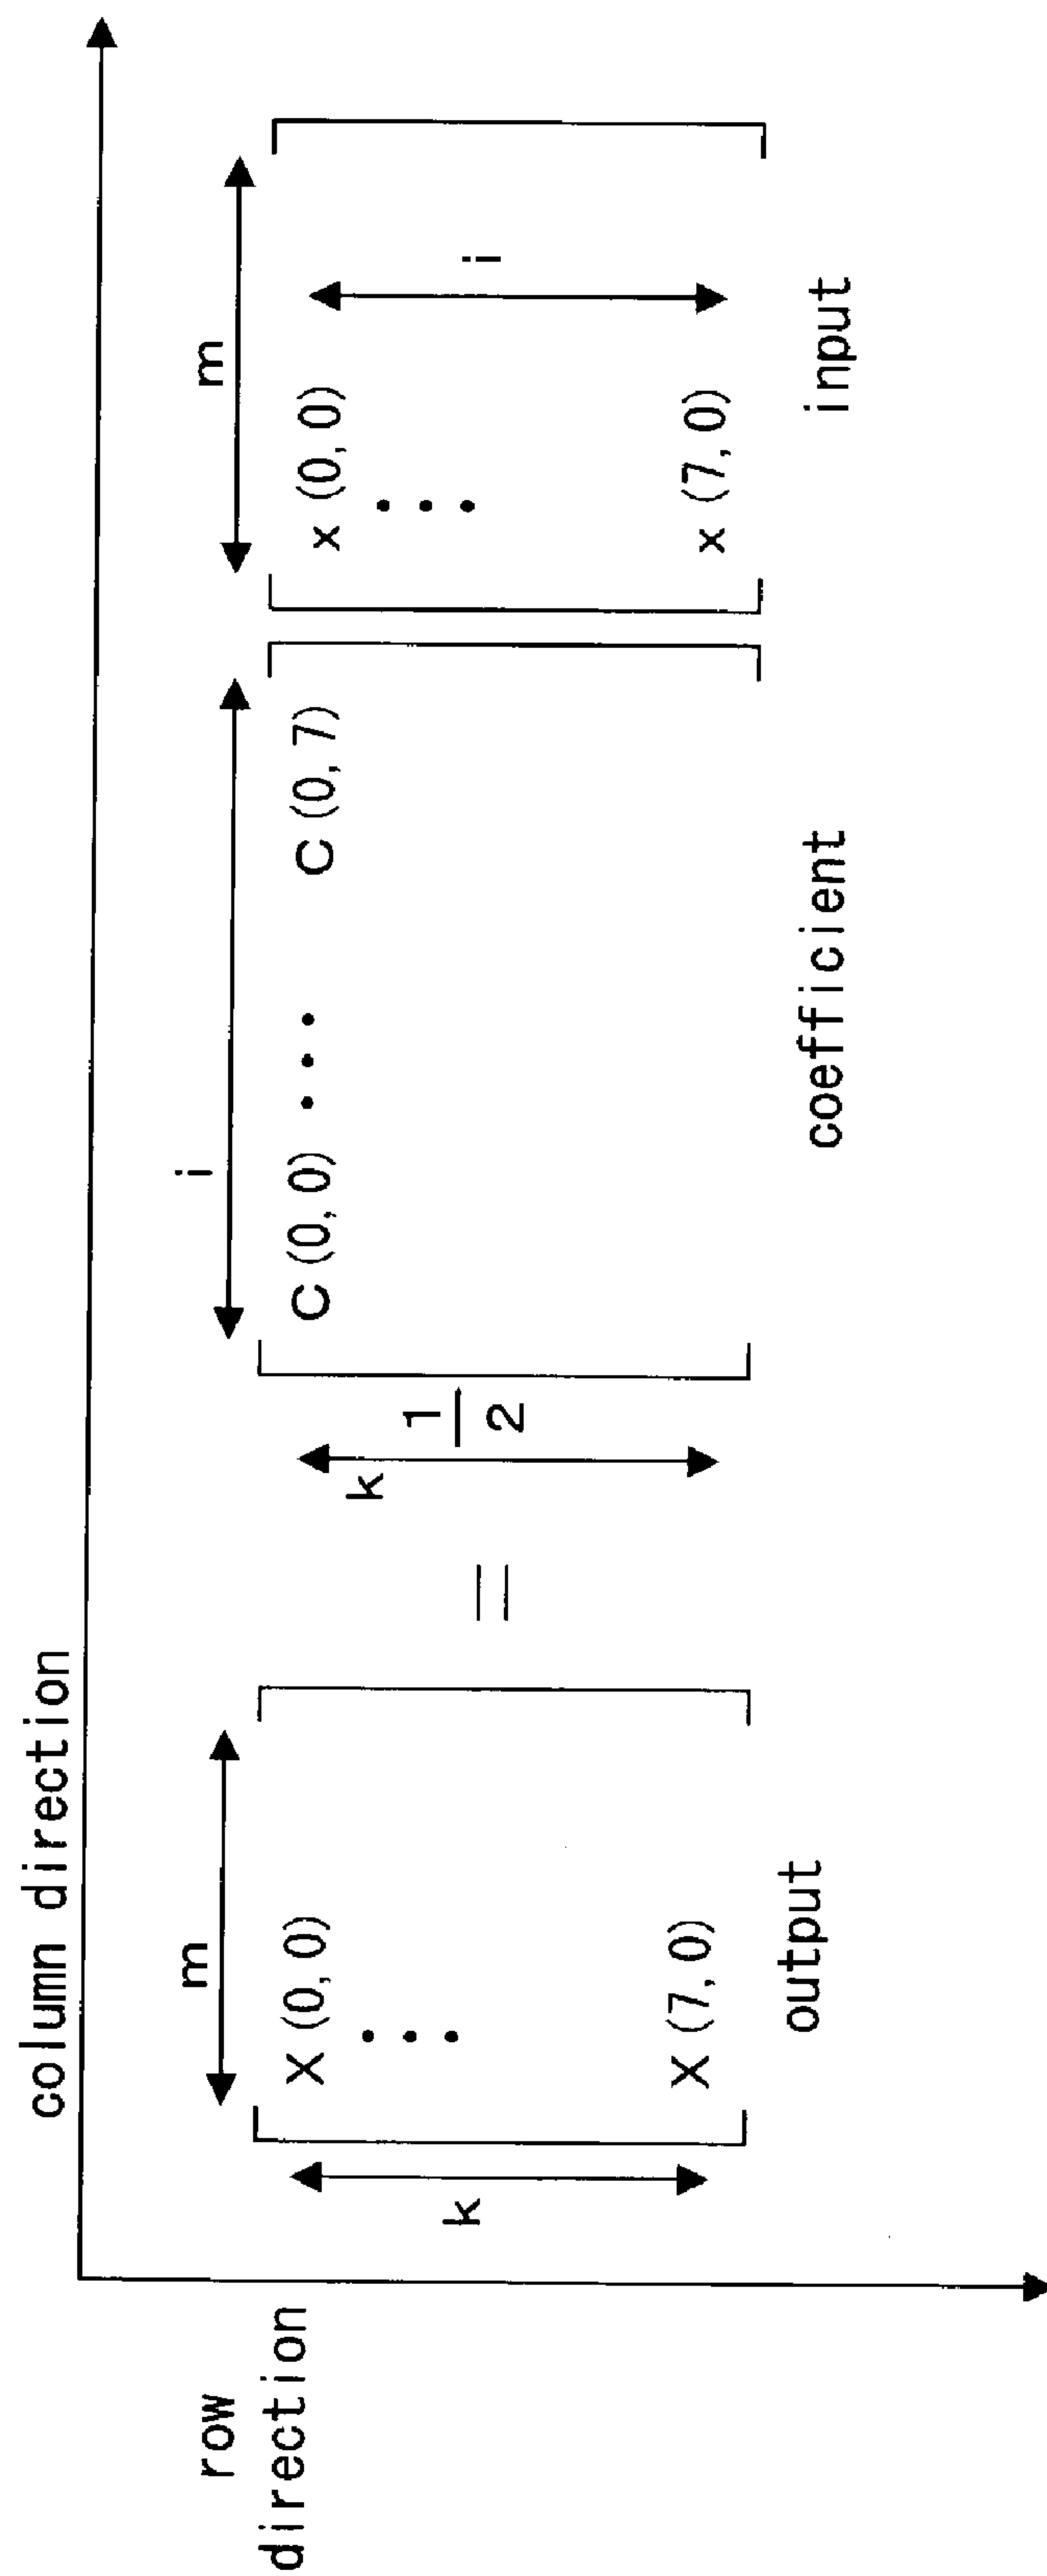 column direction
row
direction
m
k
X (0, 0)
• • •
X (7, 0)
output
=
k
1
2
i
C (0, 0) • • • C (0, 7)
coefficient
m
x (0, 0)
• • •
x (7, 0)
i
input